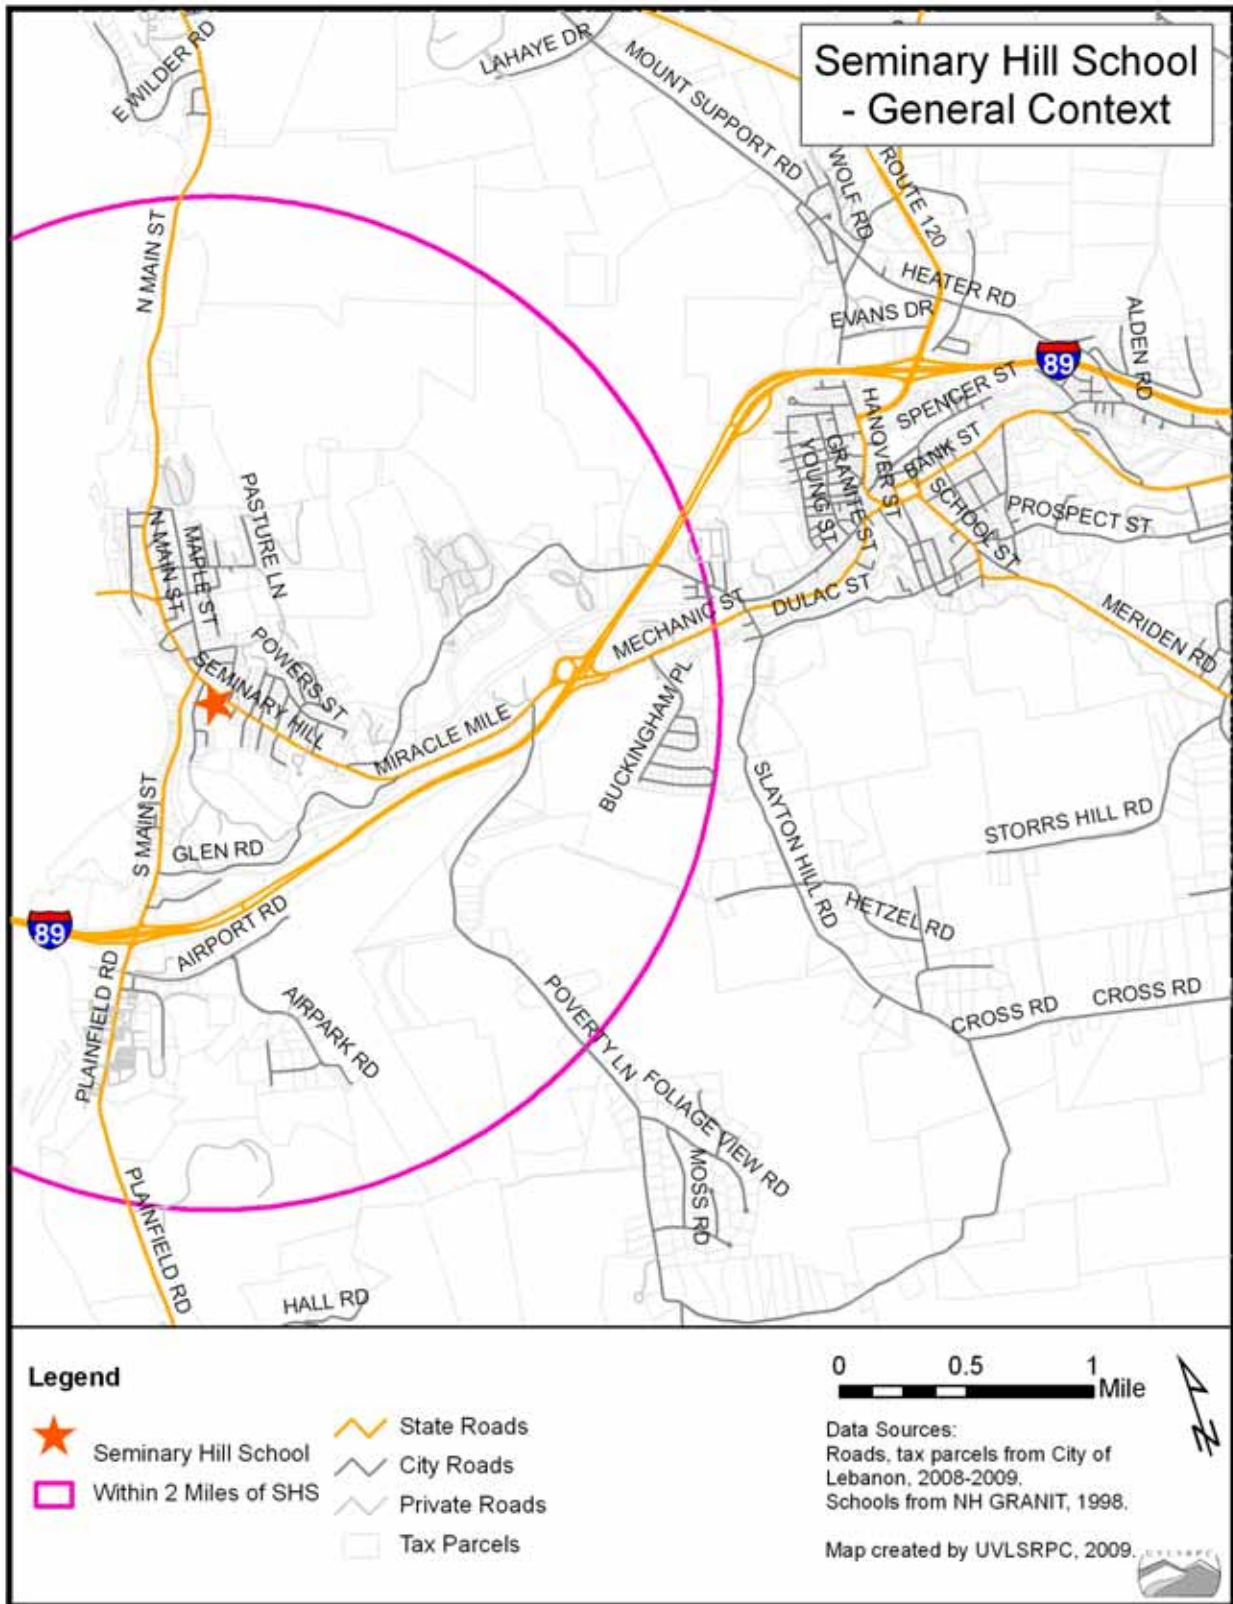 Seminary Hill School
- General Context
E WILDER RD
LAHAYE DR
MOUNT SUPPORT RD
WOLF RD
ROUTE 120
N MAIN ST
HEATER RD
EVANS DR
ALDEN RD
89
SPENCER ST
HANOVER ST
BANK ST
GRANITE ST
YOUNG ST
SCHOOL ST
PROSPECT ST
PASTURE LN
N MAIN ST
MAPLE ST
MECHANIC ST
DULAC ST
MERIDEN RD
POWERS ST
SEMINARY HILL
MIRACLE MILE
BUCKINGHAM PL
S MAIN ST
GLEN RD
SLAYTON HILL RD
STORRS HILL RD
HETZEL RD
89
AIRPORT RD
PLAINFIELD RD
AIRPARK RD
POVERTY LN
CROSS RD
CROSS RD
FOLIAGE VIEW RD
MOSS RD
PLAINFIELD RD
HALL RD
Legend
Seminary Hill School
Within 2 Miles of SHS
State Roads
City Roads
Private Roads
Tax Parcels
0 0.5 1
Mile
N
Data Sources:
Roads, tax parcels from City of
Lebanon, 2008-2009.
Schools from NH GRANIT, 1998.
Map created by UVLSRPC, 2009.
UVLSRPC